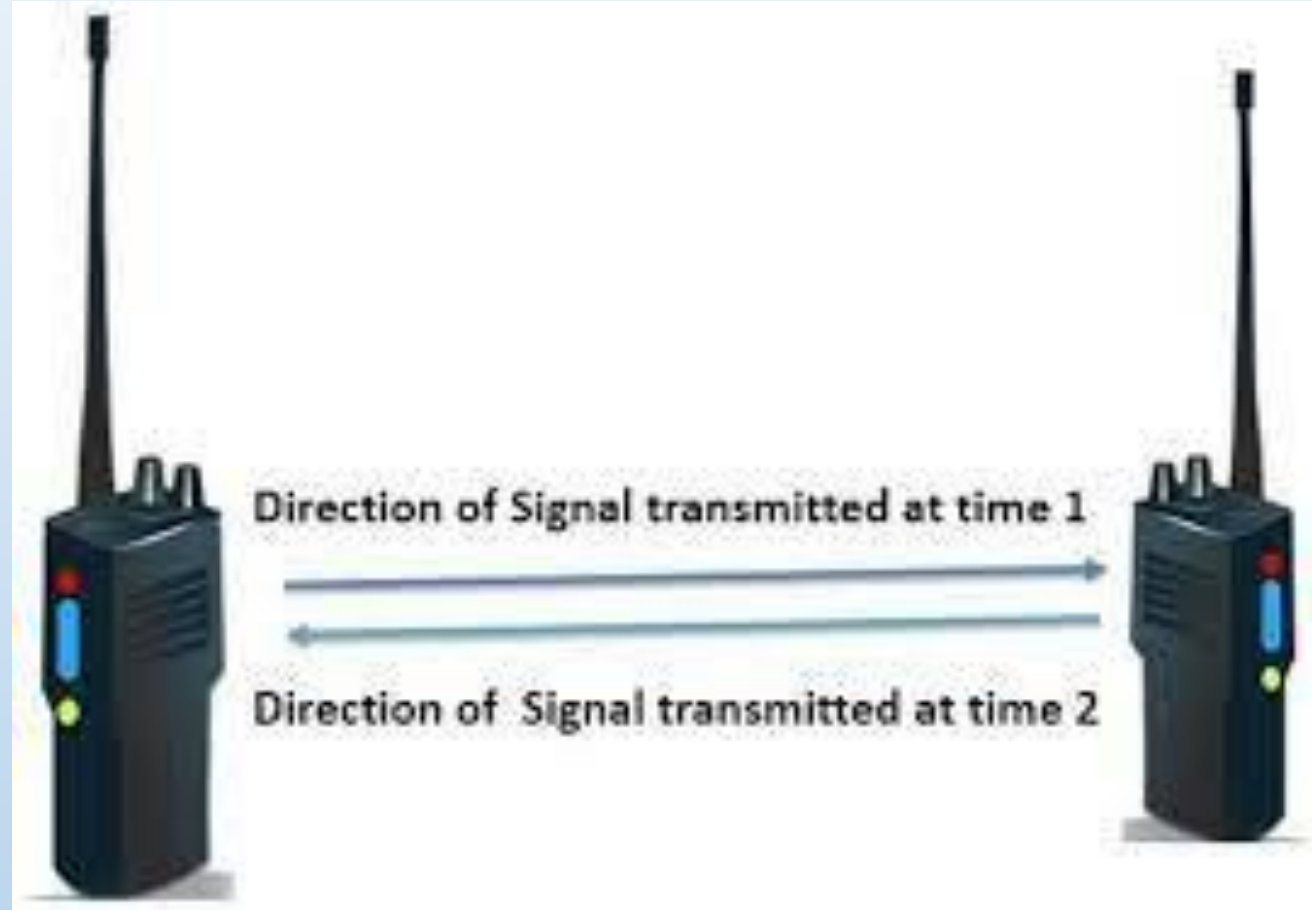 Direction of Signal transmitted at time 1
Direction of Signal transmitted at time 2